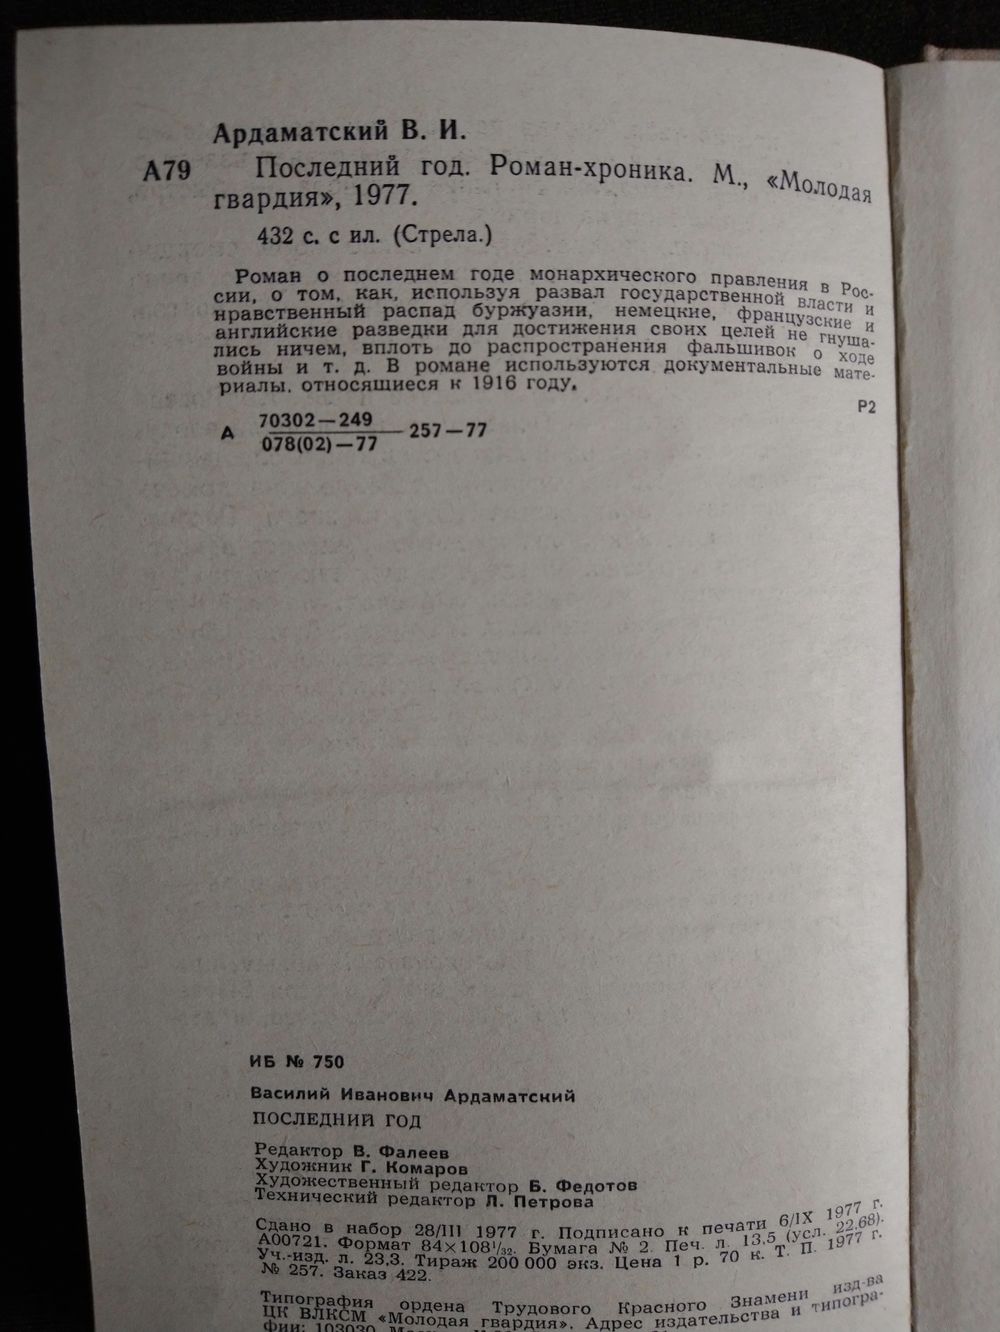 Ардаматский В. И.
А79 Последний год. Роман-хроника. М., «Молодая
гвардия», 1977.
432 с. с ил. (Стрела.)
Роман о последнем годе монархического правления в Рос-
сии, о том, как, используя развал государственной власти и
нравственный распад буржуазии, немецкие, французские и
английские разведки для достижения своих целей не гнуша-
лись ничем, вплоть до распространения фальшивок о ходе
войны и т. д. В романе используются документальные мате-
риалы, относящиеся к 1916 году.
А 70302—249
078(02)—77 257—77
Р2
ИБ № 750
Василий Иванович Ардаматский
ПОСЛЕДНИЙ ГОД
Редактор В. Фалеев
Художник Г. Комаров
Художественный редактор Б. Федотов
Технический редактор Л. Петрова
Сдано в набор 28/III 1977 г. Подписано к печати 6/IX 1977 г.
А00721. Формат 84×108¹/₃₂. Бумага № 2. Печ. л. 13,5 (усл. 22,68).
Уч.-изд. л. 23,3. Тираж 200 000 экз. Цена 1 р. 70 к. Т. П. 1977 г.
№ 257. Заказ 422.
Типография ордена Трудового Красного Знамени изд-ва
ЦК ВЛКСМ «Молодая гвардия». Адрес издательства и типогра-
фии: 103030